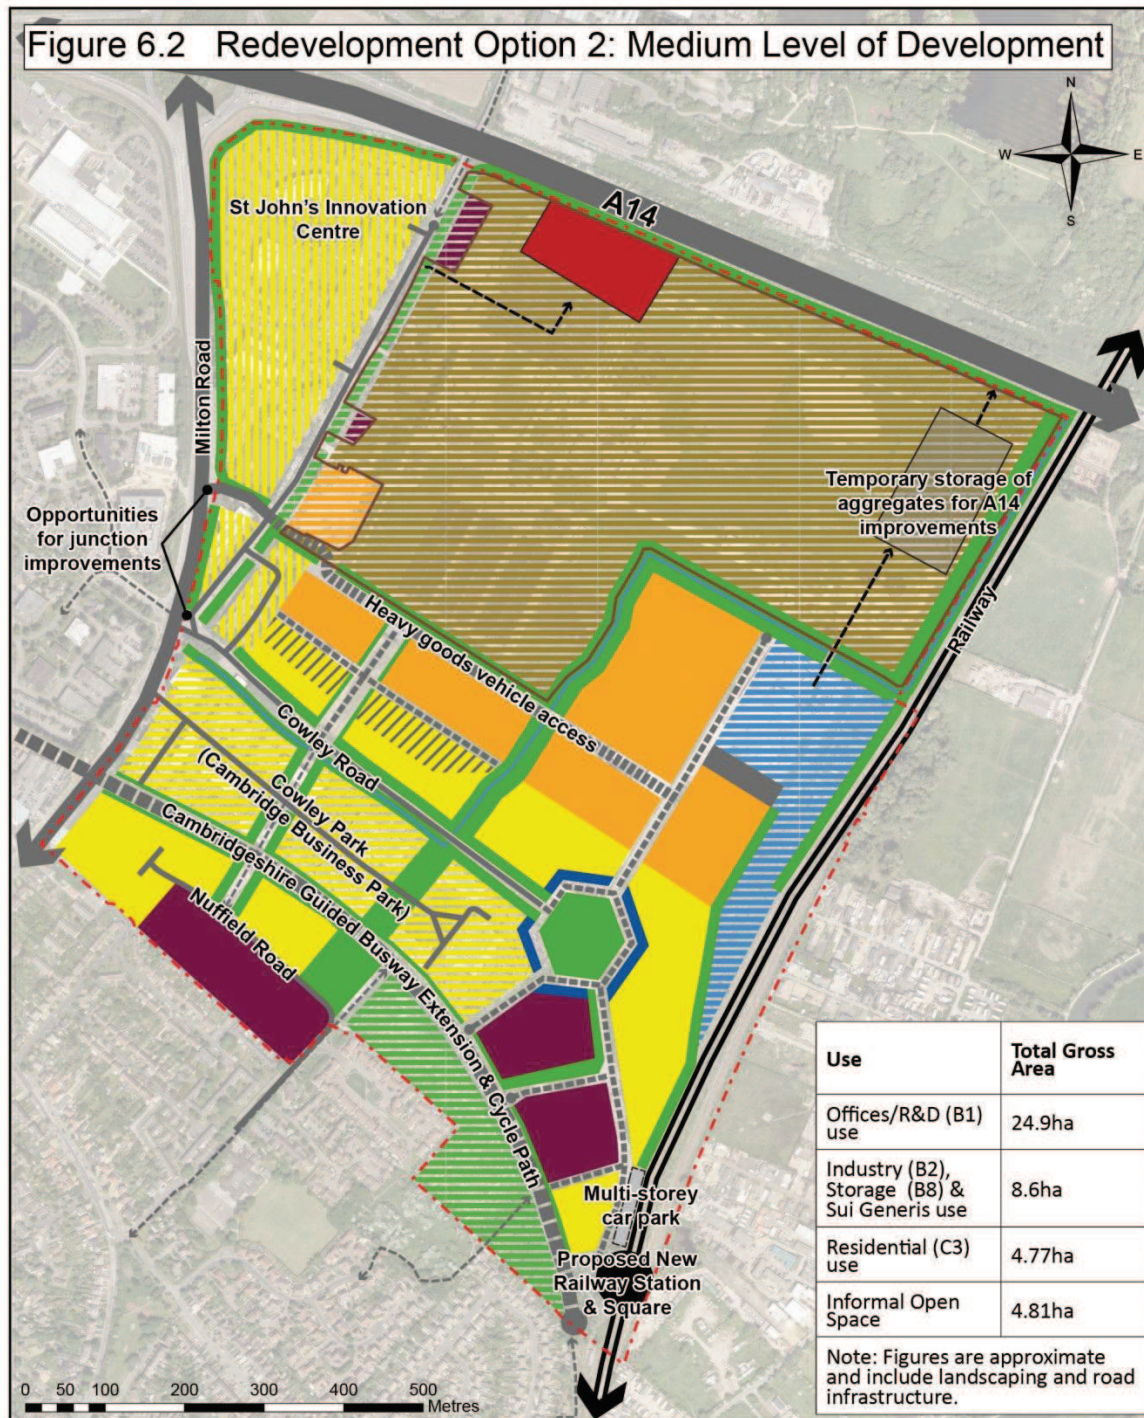 Figure 6.2 Redevelopment Option 2: Medium Level of Development
N
W E
S
A14
St John's Innovation
Centre
Milton Road
Opportunities
for junction
improvements
Temporary storage of
aggregates for A14
improvements
Railway
Heavy goods vehicle access
Cowley Road
Cowley Park
(Cambridge Business Park)
Cambridgeshire Guided Busway Extension & Cycle Path
Nuffield Road
Multi-storey
car park
Proposed New
Railway Station
& Square
Use Total Gross
Area
Offices/R&D (B1)
use 24.9ha
Industry (B2),
Storage (B8) &
Sui Generis use 8.6ha
Residential (C3)
use 4.77ha
Informal Open
Space 4.81ha
Note: Figures are approximate
and include landscaping and road
infrastructure.
0 50 100 200 300 400 500
Metres